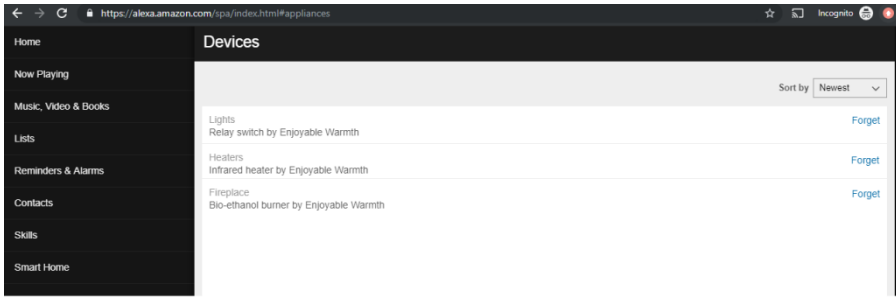 https://alexa.amazon.com/spa/index.html#appliances
Incognito
Home
Devices
Now Playing
Sort by Newest
Music, Video & Books
Lights
Forget
Relay switch by Enjoyable Warmth
Lists
Heaters
Forget
Infrared heater by Enjoyable Warmth
Reminders & Alarms
Fireplace
Forget
Bio-ethanol burner by Enjoyable Warmth
Contacts
Skills
Smart Home